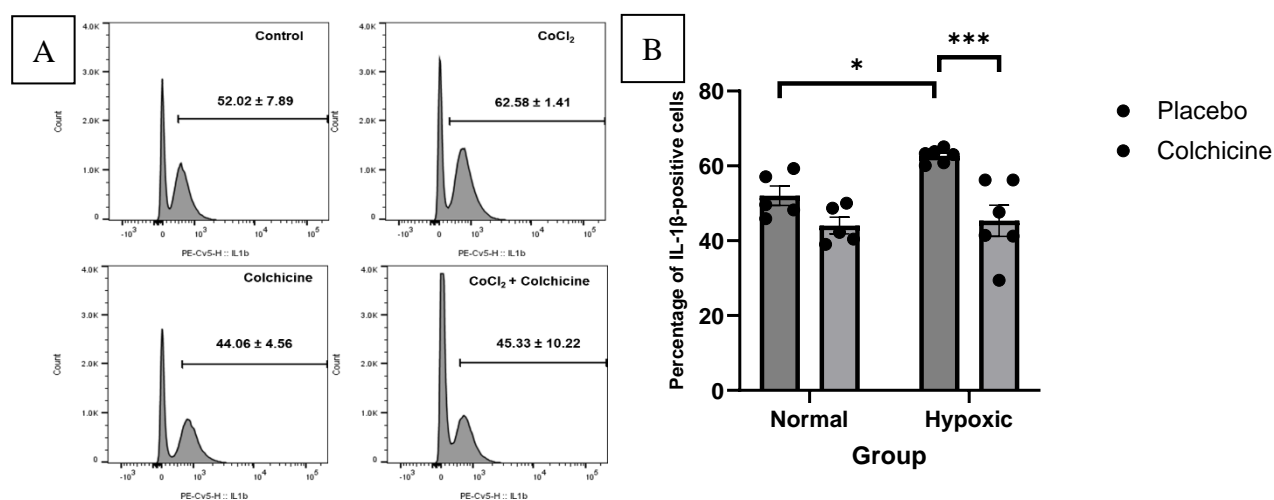 A
Control
4.0K
3.0K
2.0K
1.0K
0
Count
52.02 ± 7.89
-10³ 0 10³ 10⁴ 10⁵
PE-Cy5-H :: IL1b
CoCl₂
4.0K
3.0K
2.0K
1.0K
0
Count
62.58 ± 1.41
-10³ 0 10³ 10⁴ 10⁵
PE-Cy5-H :: IL1b
Colchicine
4.0K
3.0K
2.0K
1.0K
0
Count
44.06 ± 4.56
-10³ 0 10³ 10⁴ 10⁵
PE-Cy5-H :: IL1b
CoCl₂ + Colchicine
4.0K
3.0K
2.0K
1.0K
0
Count
45.33 ± 10.22
-10³ 0 10³ 10⁴ 10⁵
PE-Cy5-H :: IL1b
B
*
***
Percentage of IL-1β-positive cells
80
60
40
20
0
Normal Hypoxic
Group
Placebo
Colchicine